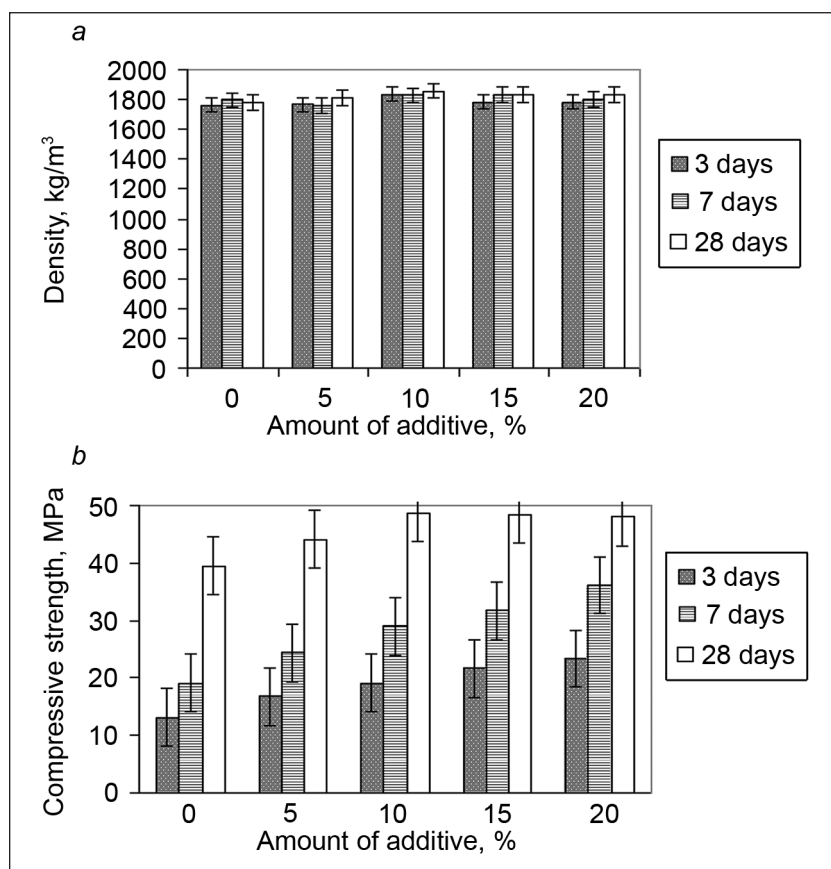 a
2000
1800
1600
1400
1200
1000
800
600
400
200
0
Density, kg/m³
0 5 10 15 20
Amount of additive, %
3 days
7 days
28 days
b
50
40
30
20
10
0
Compressive strength, MPa
0 5 10 15 20
Amount of additive, %
3 days
7 days
28 days